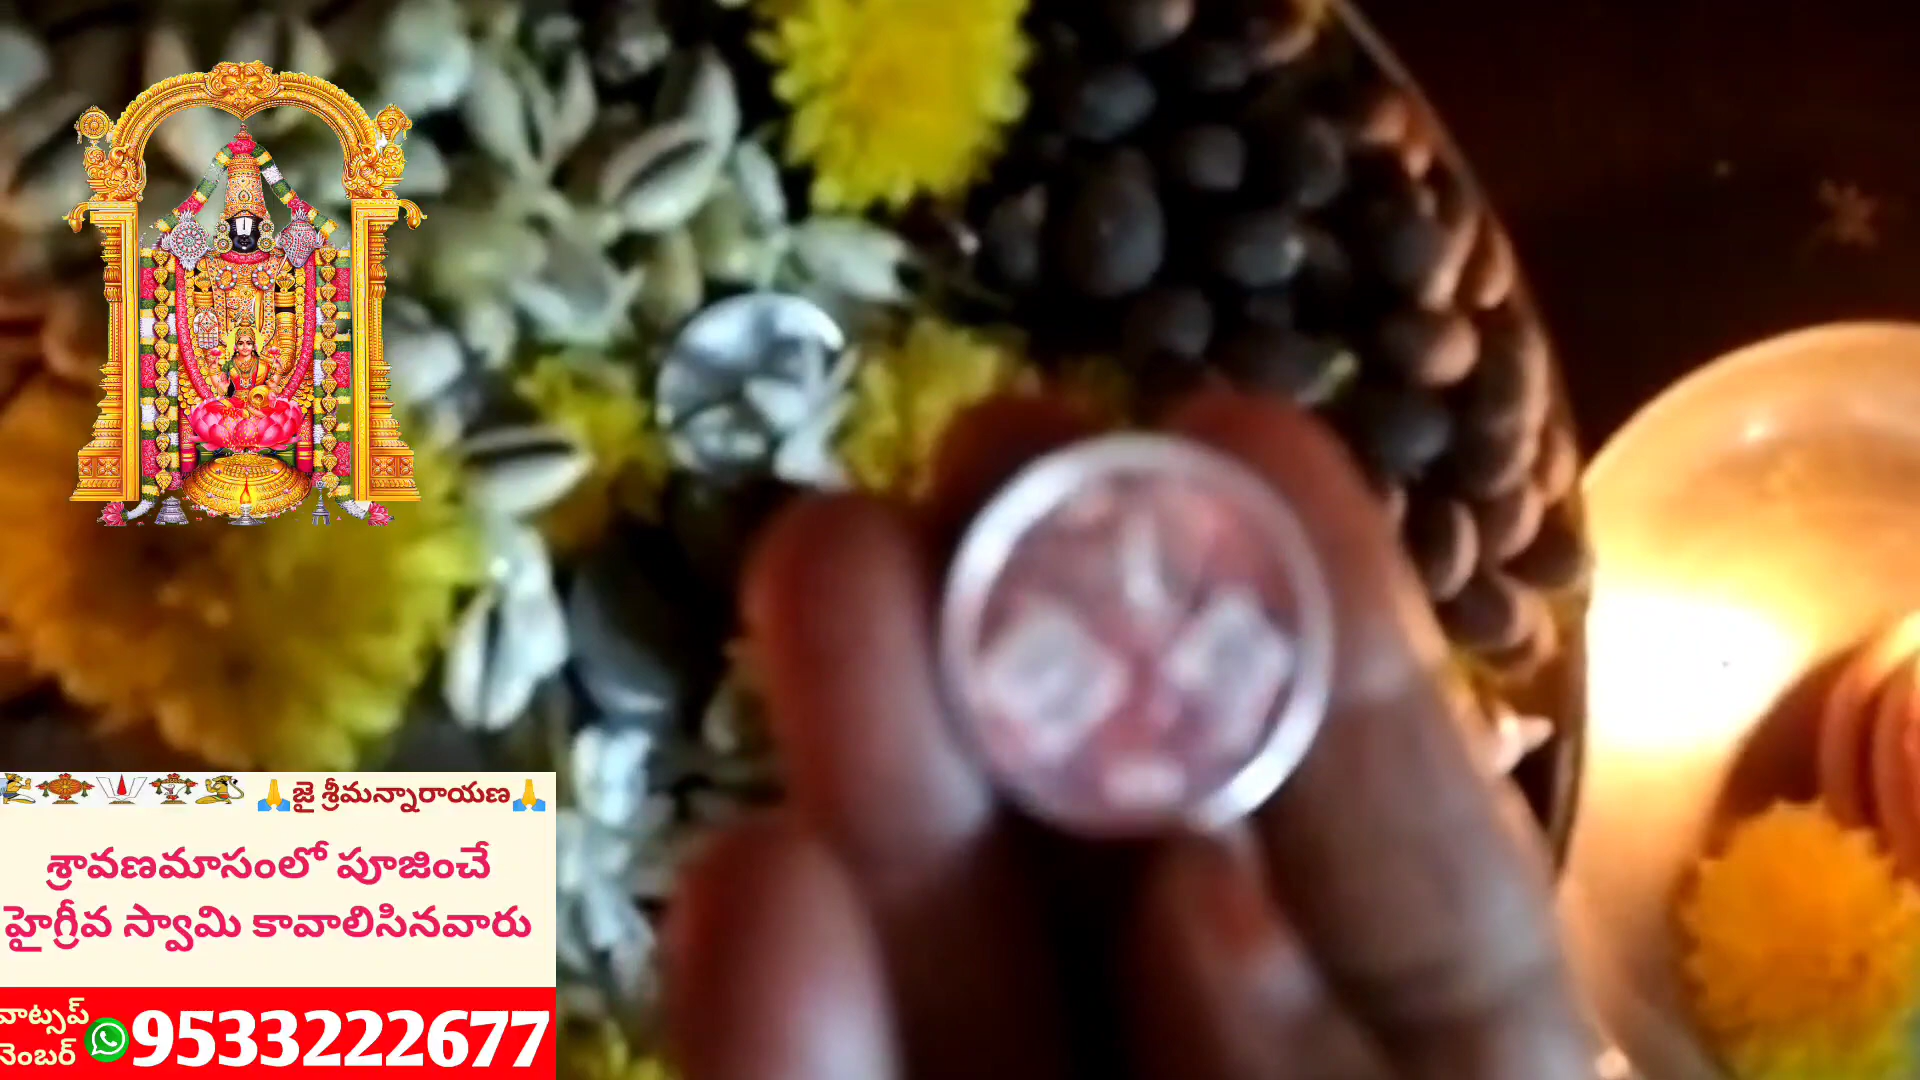 🙏జై శ్రీమన్నారాయణ🙏
శ్రావణమాసంలో పూజించే
హైగ్రీవ స్వామి కావాలిసినవారు
వాట్సప్
నెంబర్
9533222677